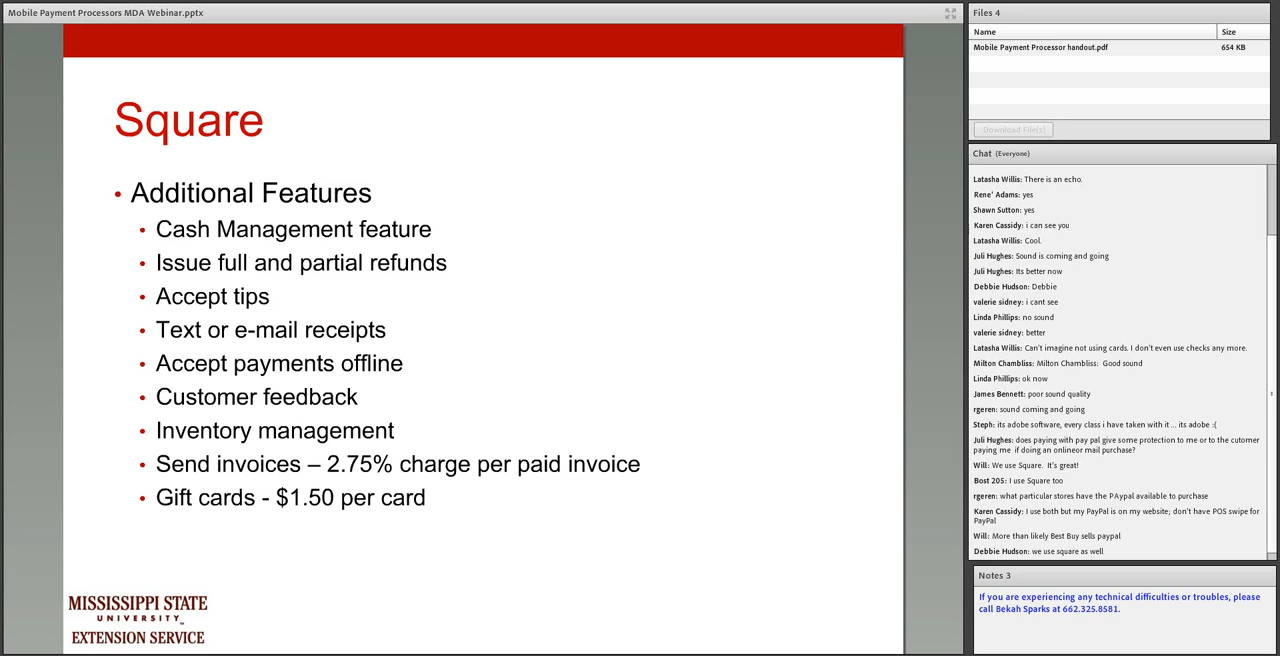 Mobile Payment Processors MDA Webinar.pptx
Square
• Additional Features
• Cash Management feature
• Issue full and partial refunds
• Accept tips
• Text or e-mail receipts
• Accept payments offline
• Customer feedback
• Inventory management
• Send invoices – 2.75% charge per paid invoice
• Gift cards - $1.50 per card
MISSISSIPPI STATE
UNIVERSITY™
EXTENSION SERVICE
Files 4
Name Size
Mobile Payment Processor handout.pdf 654 KB
Download File(s)
Chat (Everyone)
Latasha Willis: There is an echo.
Rene' Adams: yes
Shawn Sutton: yes
Karen Cassidy: i can see you
Latasha Willis: Cool.
Juli Hughes: Sound is coming and going
Juli Hughes: Its better now
Debbie Hudson: Debbie
valerie sidney: i cant see
Linda Phillips: no sound
valerie sidney: better
Latasha Willis: Can't imagine not using cards. I don't even use checks any more.
Milton Chambliss: Milton Chambliss: Good sound
Linda Phillips: ok now
James Bennett: poor sound quality
rgeren: sound coming and going
Steph: its adobe software, every class i have taken with it ... its adobe :(
Juli Hughes: does paying with pay pal give some protection to me or to the cutomer
paying me if doing an onlineor mail purchase?
Will: We use Square. It's great!
Bost 205: I use Square too
rgeren: what particular stores have the PAypal available to purchase
Karen Cassidy: I use both but my PayPal is on my website; don't have POS swipe for
PayPal
Will: More than likely Best Buy sells paypal
Debbie Hudson: we use square as well
Notes 3
If you are experiencing any technical difficulties or troubles, please
call Bekah Sparks at 662.325.8581.